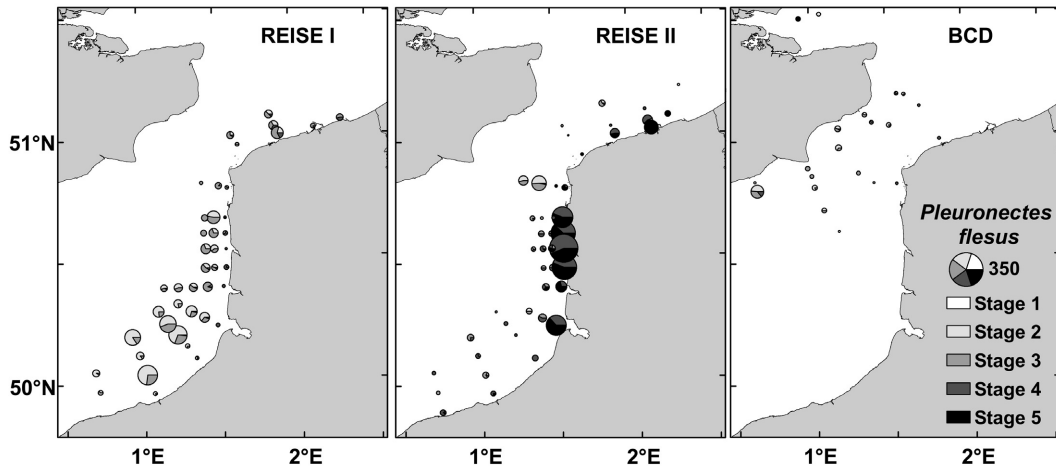 REISE I
REISE II
BCD
51°N
50°N
1°E
2°E
1°E
2°E
1°E
2°E
Pleuronectes
flesus
350
Stage 1
Stage 2
Stage 3
Stage 4
Stage 5